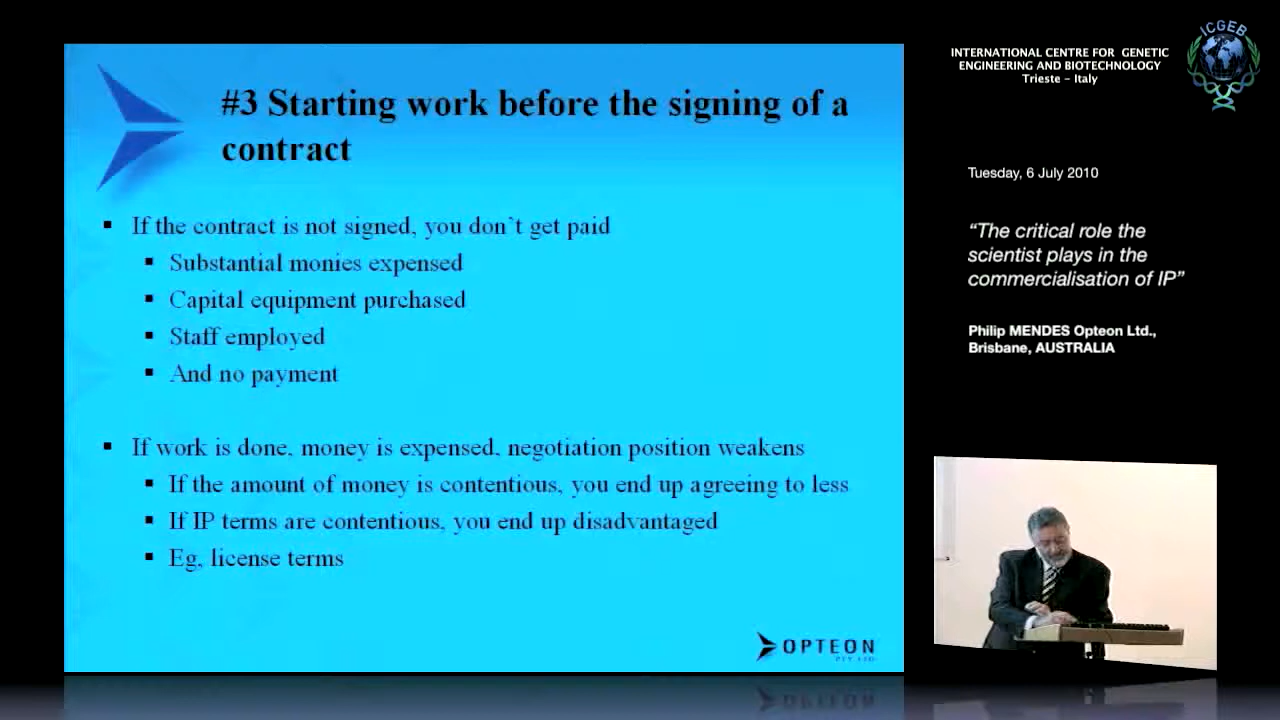 #3 Starting work before the signing of a
contract
If the contract is not signed, you don't get paid
Substantial monies expensed
Capital equipment purchased
Staff employed
And no payment
If work is done, money is expensed, negotiation position weakens
If the amount of money is contentious, you end up agreeing to less
If IP terms are contentious, you end up disadvantaged
Eg, license terms
OPTEON
PTY LTD
INTERNATIONAL CENTRE FOR GENETIC
ENGINEERING AND BIOTECHNOLOGY
Trieste - Italy
ICGEB
Tuesday, 6 July 2010
“The critical role the
scientist plays in the
commercialisation of IP”
Philip MENDES Opteon Ltd.,
Brisbane, AUSTRALIA